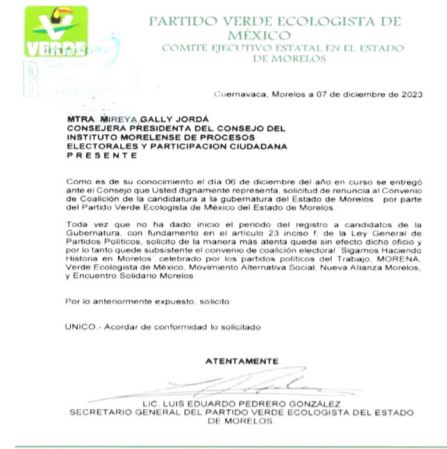 VERDE
PARTIDO VERDE ECOLOGISTA DE
MÉXICO
COMITÉ EJECUTIVO ESTATAL EN EL ESTADO
DE MORELOS
Cuernavaca, Morelos a 07 de diciembre de 2023
MTRA. MIREYA GALLY JORDÁ
CONSEJERA PRESIDENTA DEL CONSEJO DEL
INSTITUTO MORELENSE DE PROCESOS
ELECTORALES Y PARTICIPACION CIUDADANA
P R E S E N T E
Como es de su conocimiento el día 06 de diciembre del año en curso se entregó
ante el Consejo que Usted dignamente representa, solicitud de renuncia al Convenio
de Coalición de la candidatura a la gubernatura del Estado de Morelos por parte
del Partido Verde Ecologista de México del Estado de Morelos.
Toda vez que no ha dado inicio el periodo del registro a candidatos de la
Gubernatura, con fundamento en el artículo 23 inciso f. de la Ley General de
Partidos Políticos, solicito de la manera más atenta quede sin efecto dicho oficio y
por lo tanto quede subsistente el convenio de coalición electoral "Sigamos Haciendo
Historia en Morelos" celebrado por los partidos políticos del Trabajo, MORENA,
Verde Ecologista de México, Movimiento Alternativa Social, Nueva Alianza Morelos,
y Encuentro Solidario Morelos.
Por lo anteriormente expuesto, solicito
ÚNICO.- Acordar de conformidad lo solicitado
ATENTAMENTE
LIC. LUIS EDUARDO PEDRERO GONZÁLEZ
SECRETARIO GENERAL DEL PARTIDO VERDE ECOLOGISTA DEL ESTADO
DE MORELOS